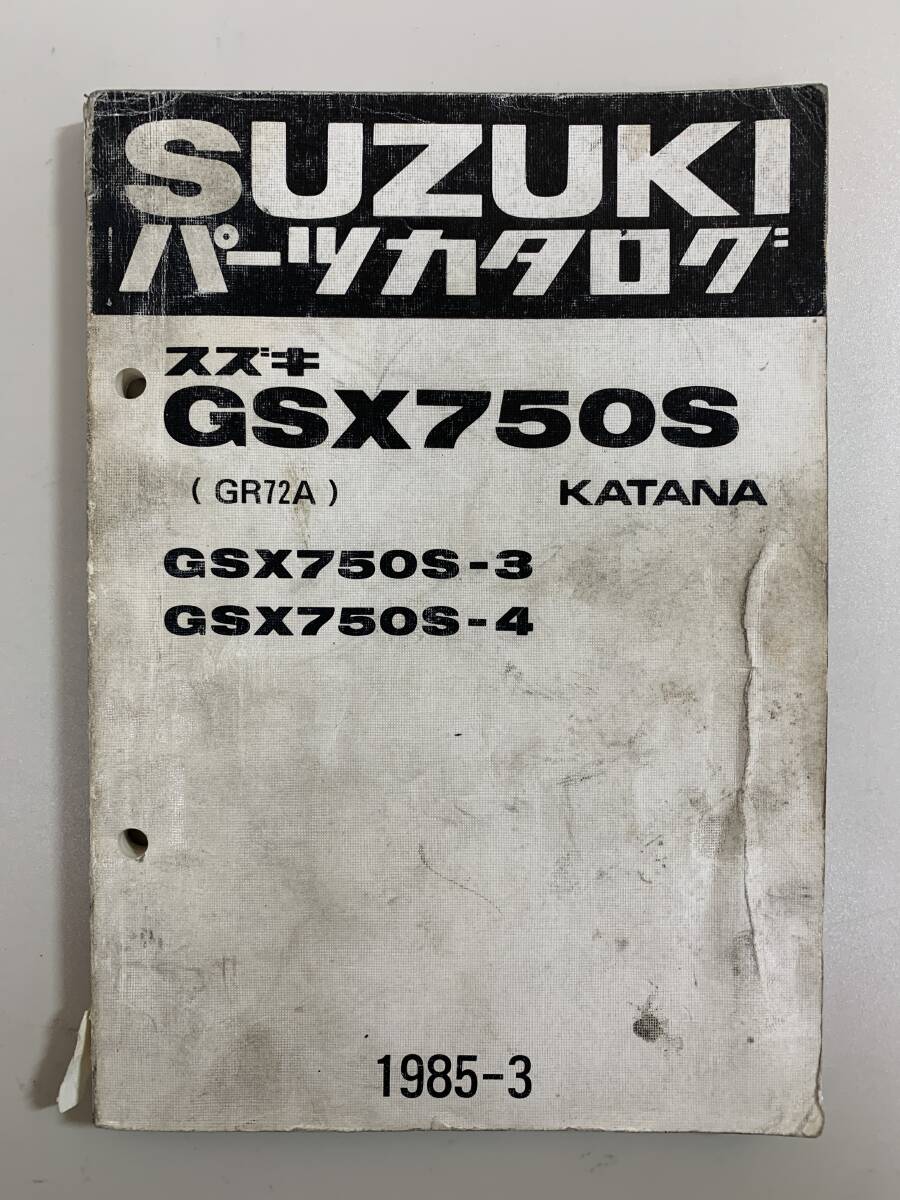 SUZUKI
パーツカタログ
スズキ
GSX750S
(GR72A) KATANA
GSX750S-3
GSX750S-4
1985-3